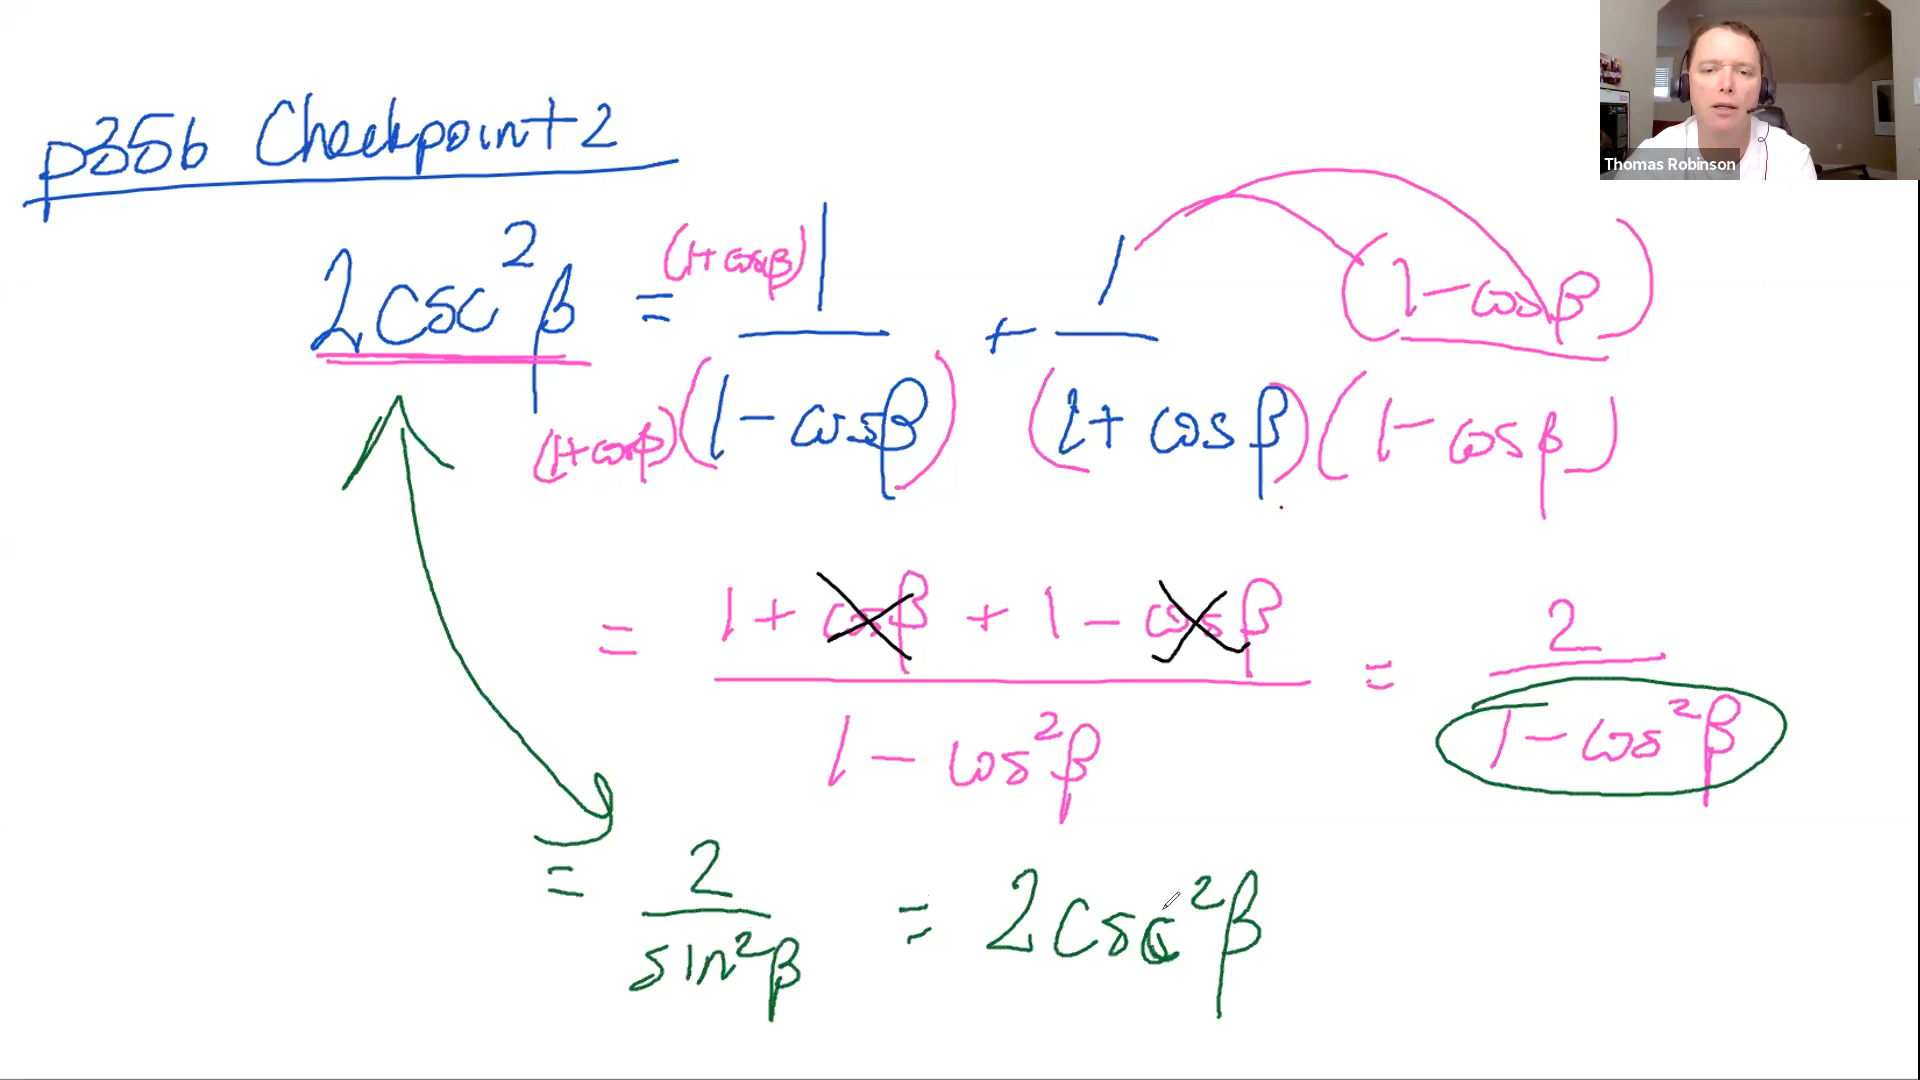 Thomas Robinson
p356 Checkpoint 2
2csc²β = (1+cosβ) 1 / (1+cosβ)(1-cosβ) + 1 (1-cosβ) / (1+cosβ)(1-cosβ)
= 1+cosβ + 1-cosβ / 1-cos²β = 2 / 1-cos²β
= 2 / sin²β = 2csc²β